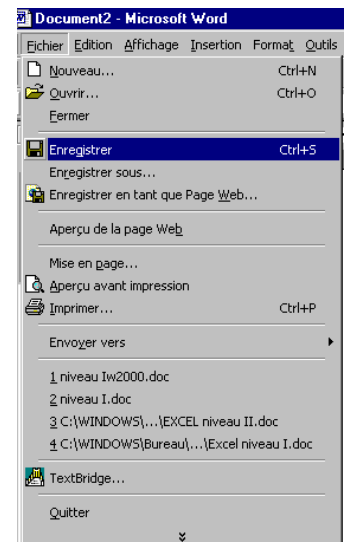 Document2 - Microsoft Word
Fichier Edition Affichage Insertion Format Outils
Nouveau... Ctrl+N
Ouvrir... Ctrl+O
Fermer
Enregistrer Ctrl+S
Enregistrer sous...
Enregistrer en tant que Page Web...
Aperçu de la page Web
Mise en page...
Aperçu avant impression
Imprimer... Ctrl+P
Envoyer vers
1 niveau Iw2000.doc
2 niveau I.doc
3 C:\WINDOWS\...\EXCEL niveau II.doc
4 C:\WINDOWS\Bureau\...\Excel niveau I.doc
TextBridge...
Quitter